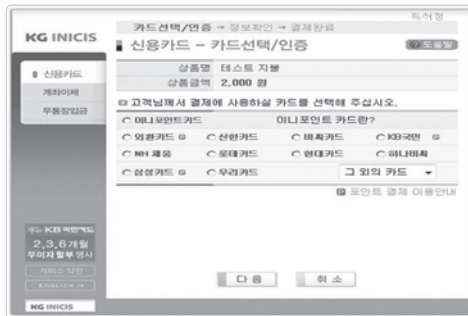 특허청
KG INICIS
카드선택/인증 → 정보확인 → 결제완료
신용카드 - 카드선택/인증
도움말
신용카드
계좌이체
무통장입금
상품명 테스트 지불
상품금액 2,000 원
고객님께서 결제에 사용하실 카드를 선택해 주십시오.
이니포인트카드 이니포인트 카드란?
외환카드 신한카드 비씨카드 KB국민
NH 채움 롯데카드 현대카드 하나비씨
삼성카드 우리카드 그 외의 카드
포인트 결제 이용안내
KB 국민카드
2,3,6개월
무이자 할부 행사
서비스 약관
ENGLISH →
다 음 취 소
KG INICIS